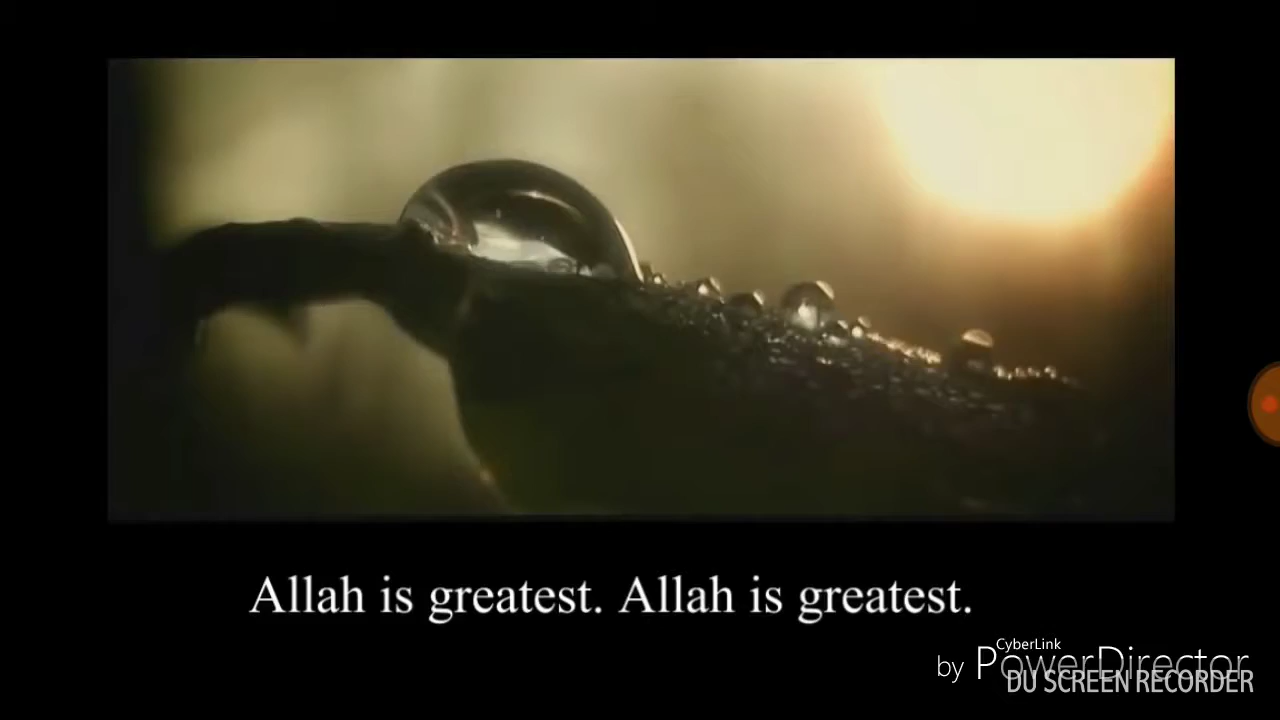 Allah is greatest. Allah is greatest.
CyberLink
by PowerDirector
DU SCREEN RECORDER